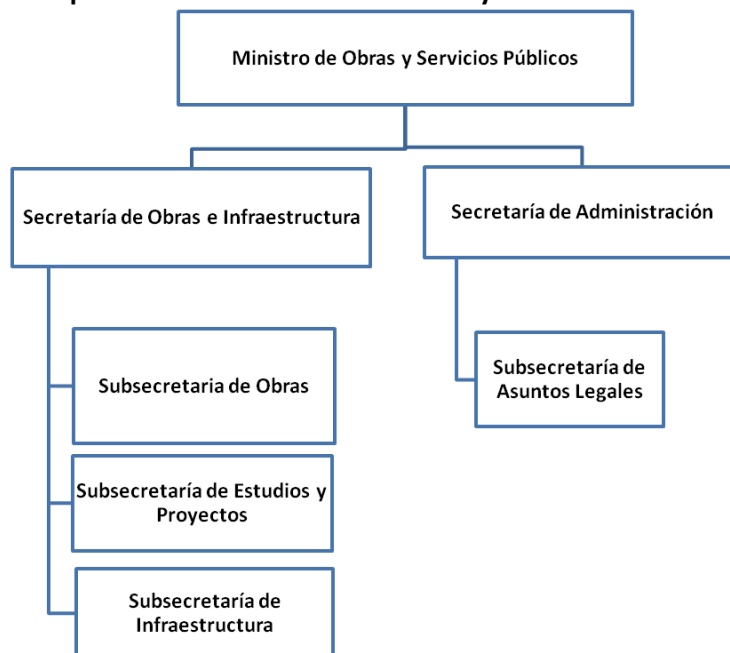 Ministro de Obras y Servicios Públicos
Secretaría de Obras e Infraestructura
Secretaría de Administración
Subsecretaria de Obras
Subsecretaría de
Asuntos Legales
Subsecretaría de Estudios y
Proyectos
Subsecretaría de
Infraestructura